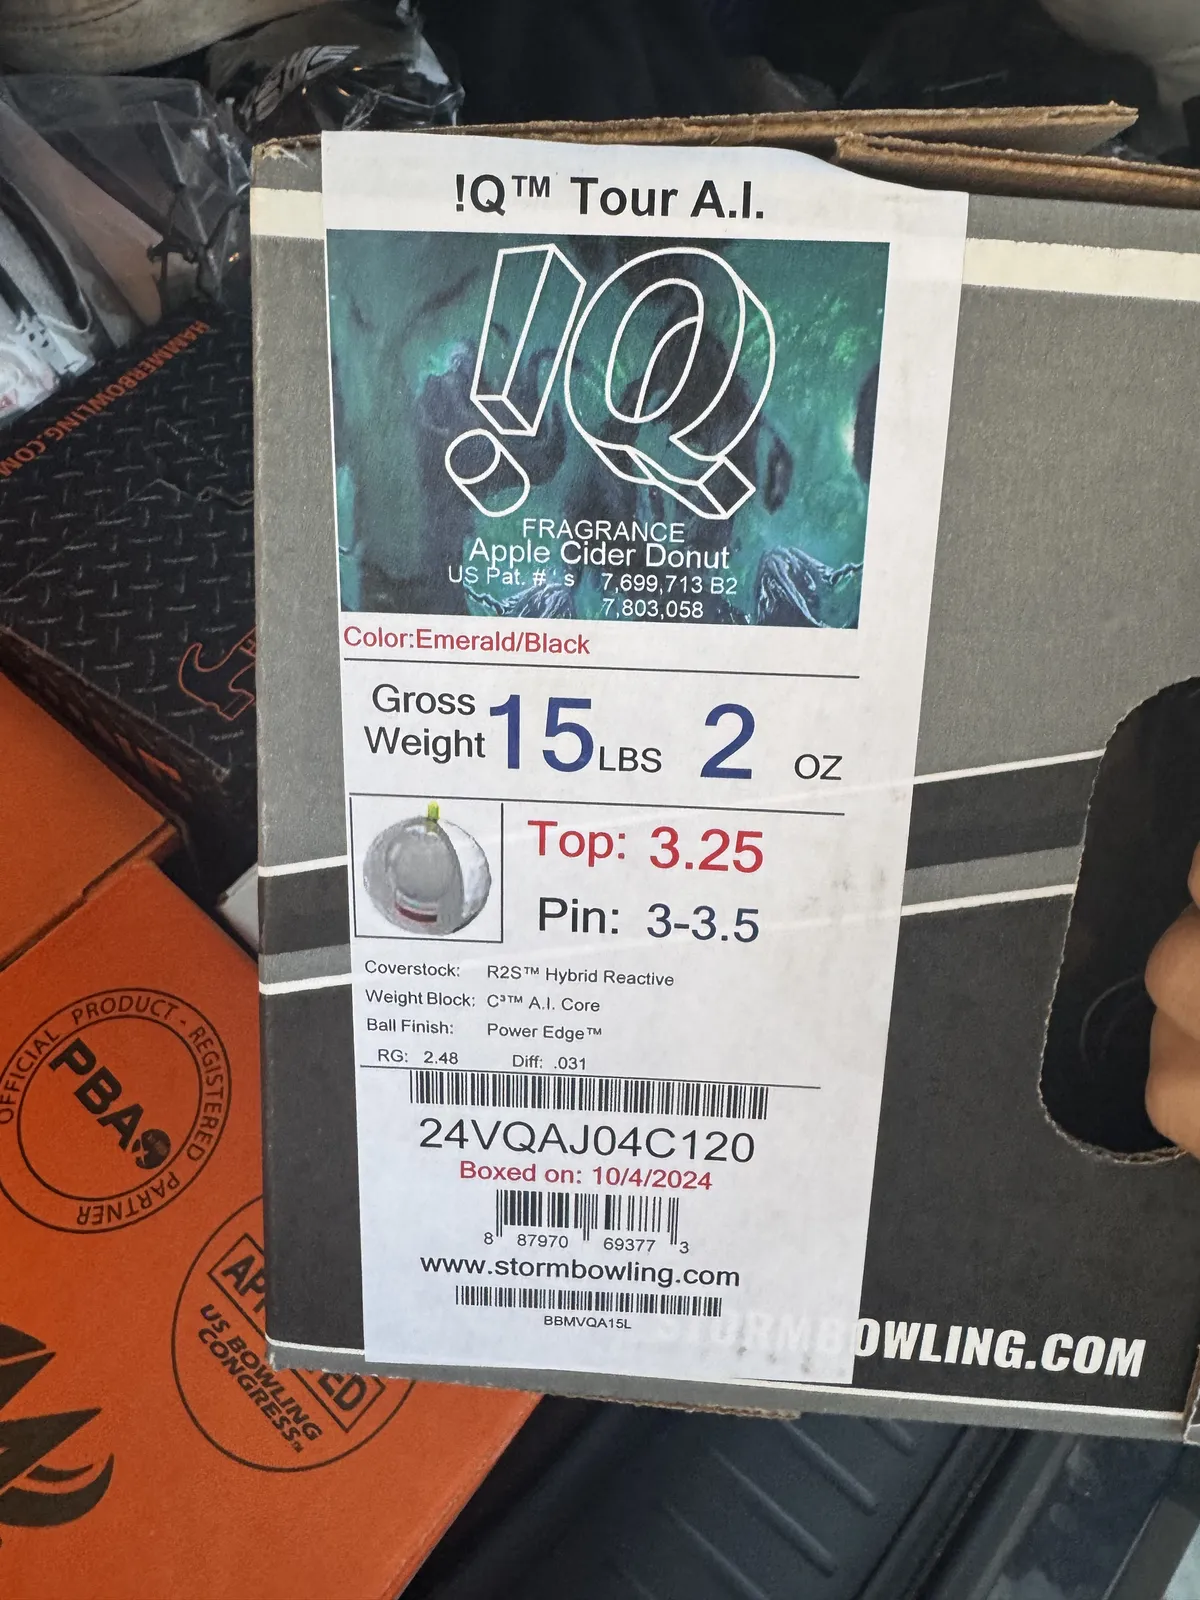 !Q™ Tour A.I.
!Q
FRAGRANCE
Apple Cider Donut
US Pat. #'s 7,699,713 B2
7,803,058
Color:Emerald/Black
Gross Weight 15 LBS 2 OZ
Top: 3.25
Pin: 3-3.5
Coverstock: R2S™ Hybrid Reactive
Weight Block: C³™ A.I. Core
Ball Finish: Power Edge™
RG: 2.48 Diff: .031
24VQAJ04C120
Boxed on: 10/4/2024
8 87970 69377 3
www.stormbowling.com
BBMVQA15L
STORMBOWLING.COM
HAMMERBOWLING.COM
OFFICIAL PRODUCT - REGISTERED PARTNER
PBA
US BOWLING
CONGRESS